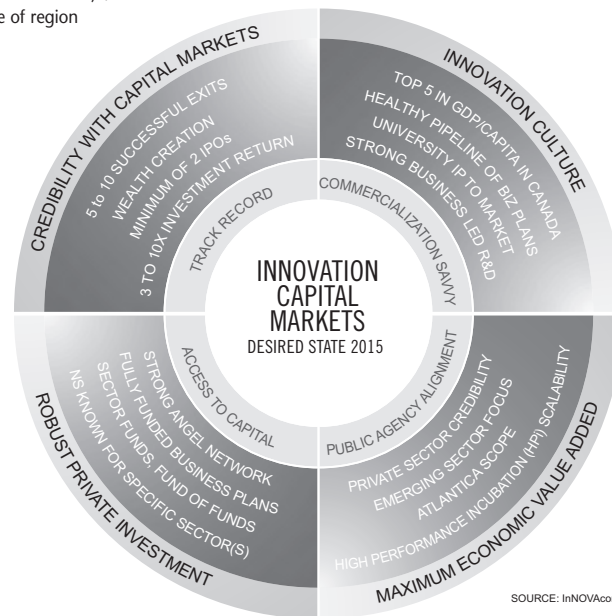 e of region
CREDIBILITY WITH CAPITAL MARKETS
5 to 10 SUCCESSFUL EXITS
WEALTH CREATION
MINIMUM OF 2 IPOs
3 TO 10X INVESTMENT RETURN
TRACK RECORD
INNOVATION CULTURE
TOP 5 IN GDP/CAPITA IN CANADA
HEALTHY PIPELINE OF BIZ PLANS
UNIVERSITY IP TO MARKET
STRONG BUSINESS LED R&D
COMMERCIALIZATION SAVVY
INNOVATION
CAPITAL
MARKETS
DESIRED STATE 2015
ACCESS TO CAPITAL
STRONG ANGEL NETWORK
FULLY FUNDED BUSINESS PLANS
SECTOR FUNDS, FUND OF FUNDS
NS KNOWN FOR SPECIFIC SECTOR(S)
ROBUST PRIVATE INVESTMENT
PUBLIC AGENCY ALIGNMENT
PRIVATE SECTOR CREDIBILITY
EMERGING SECTOR FOCUS
ATLANTICA SCOPE
HIGH PERFORMANCE INCUBATION (HPI) SCALABILITY
MAXIMUM ECONOMIC VALUE ADDED
SOURCE: InNOVAco